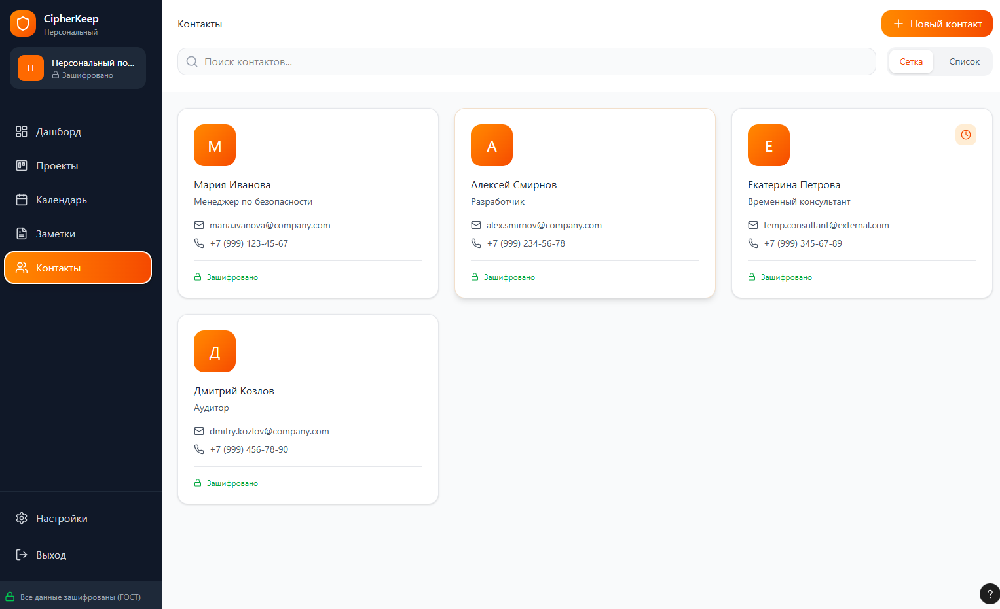 CipherKeep
Персональный
П
Персональный по...
Зашифровано
Дашборд
Проекты
Календарь
Заметки
Контакты
Настройки
Выход
Все данные зашифрованы (ГОСТ)
Контакты
Новый контакт
Поиск контактов...
Сетка
Список
М
Мария Иванова
Менеджер по безопасности
maria.ivanova@company.com
+7 (999) 123-45-67
Зашифровано
А
Алексей Смирнов
Разработчик
alex.smirnov@company.com
+7 (999) 234-56-78
Зашифровано
Е
Екатерина Петрова
Временный консультант
temp.consultant@external.com
+7 (999) 345-67-89
Зашифровано
Д
Дмитрий Козлов
Аудитор
dmitry.kozlov@company.com
+7 (999) 456-78-90
Зашифровано
?